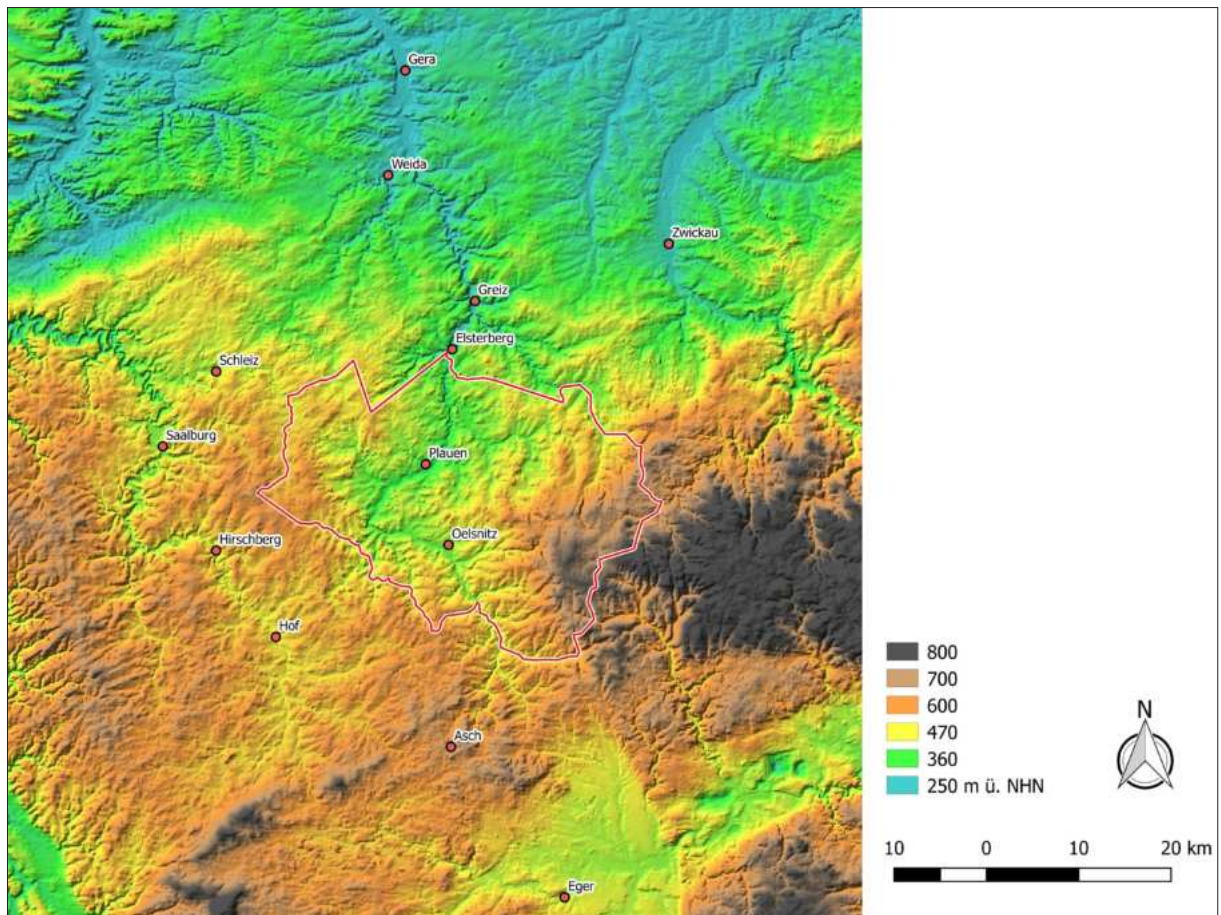 Gera
Weida
Zwickau
Greiz
Elsterberg
Schleiz
Saalburg
Plauen
Oelsnitz
Hirschberg
Hof
Asch
Eger
800
700
600
470
360
250 m ü. NHN
N
10 0 10 20 km